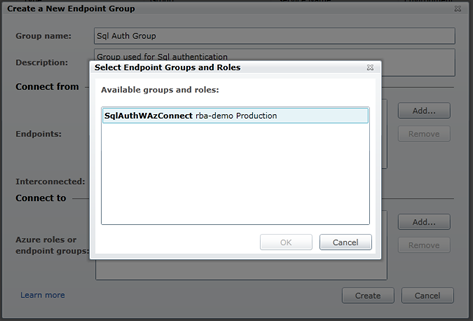 Create a New Endpoint Group
Group name:
Sql Auth Group
Description:
Group used for Sql authentication
Select Endpoint Groups and Roles
Connect from
Available groups and roles:
SqlAuthWAzConnect rba-demo Production
Add...
Endpoints:
Remove
Interconnected:
Connect to
Add...
Azure roles or
endpoint groups:
OK
Cancel
Remove
Learn more
Create
Cancel